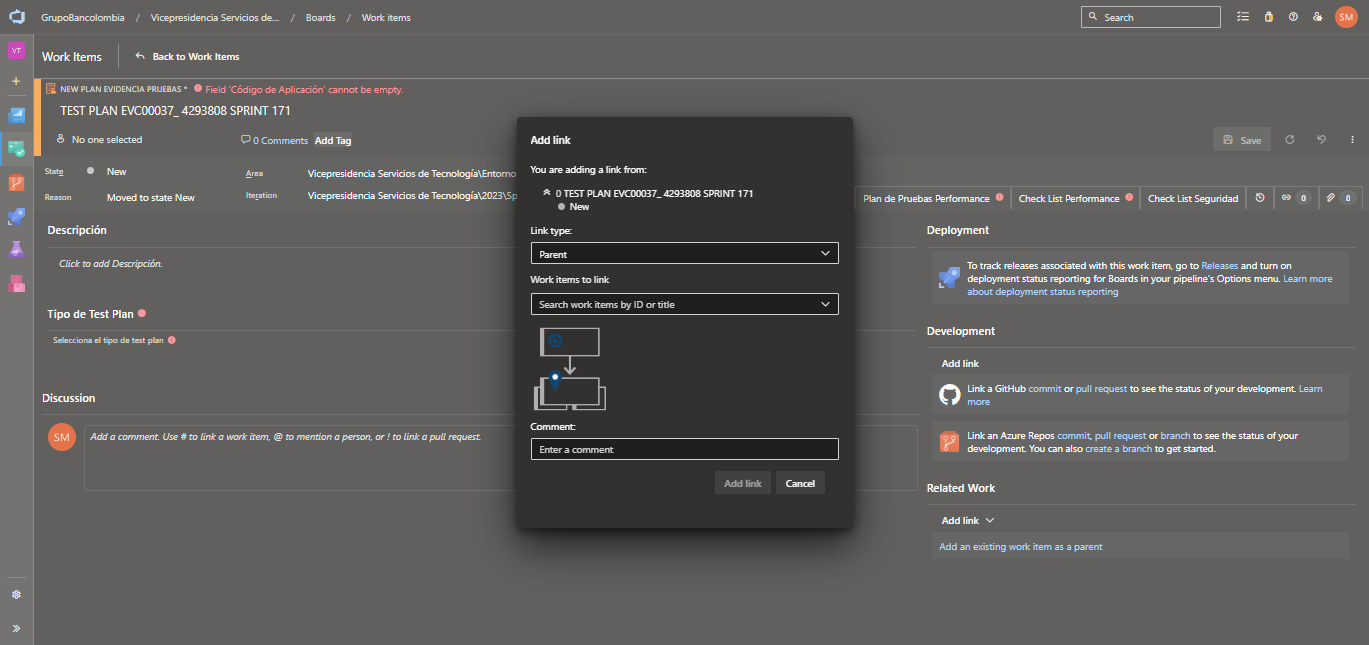 GrupoBancolombia / Vicepresidencia Servicios de... / Boards / Work items
Search
SM
VT
Work Items
Back to Work Items
NEW PLAN EVIDENCIA PRUEBAS * Field 'Código de Aplicación' cannot be empty.
TEST PLAN EVC00037_ 4293808 SPRINT 171
No one selected
0 Comments
Add Tag
Save
State
New
Area
Vicepresidencia Servicios de Tecnología\Entorno
Reason
Moved to state New
Iteration
Vicepresidencia Servicios de Tecnología\2023\Sp
Plan de Pruebas Performance
Check List Performance
Check List Seguridad
0
0
Descripción
Click to add Descripción.
Tipo de Test Plan
Selecciona el tipo de test plan
Discussion
SM
Add a comment. Use # to link a work item, @ to mention a person, or ! to link a pull request.
Add link
You are adding a link from:
0 TEST PLAN EVC00037_ 4293808 SPRINT 171
New
Link type:
Parent
Work items to link
Search work items by ID or title
Comment:
Enter a comment
Add link
Cancel
Deployment
To track releases associated with this work item, go to Releases and turn on
deployment status reporting for Boards in your pipeline's Options menu. Learn more
about deployment status reporting
Development
Add link
Link a GitHub commit or pull request to see the status of your development. Learn
more
Link an Azure Repos commit, pull request or branch to see the status of your
development. You can also create a branch to get started.
Related Work
Add link
Add an existing work item as a parent